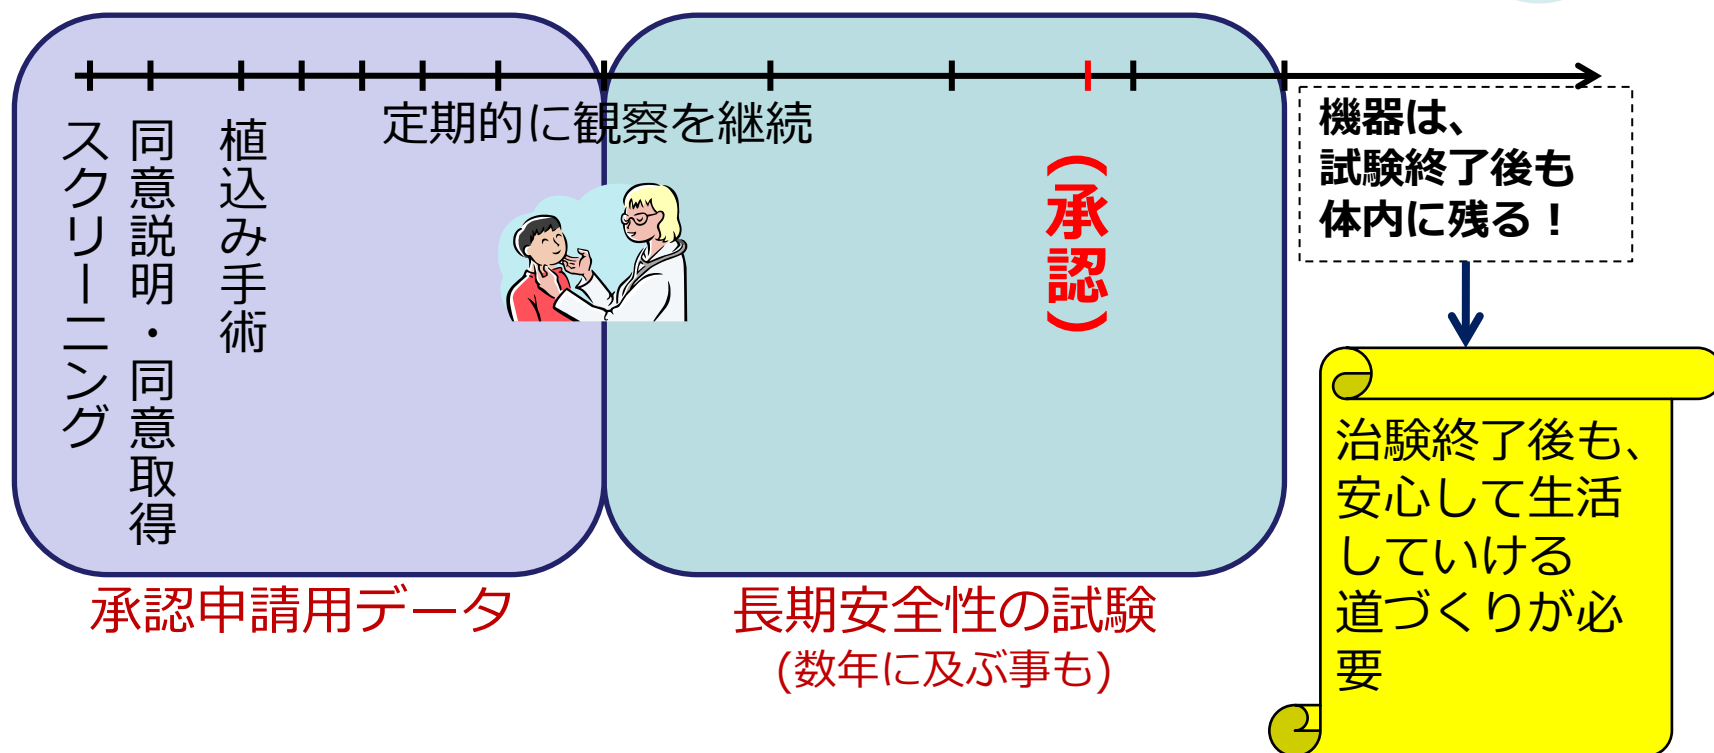 スクリーニング
同意説明・同意取得
植込み手術
定期的に観察を継続
（承認）
機器は、
試験終了後も
体内に残る！
治験終了後も、
安心して生活
していける
道づくりが必
要
承認申請用データ
長期安全性の試験
(数年に及ぶ事も)